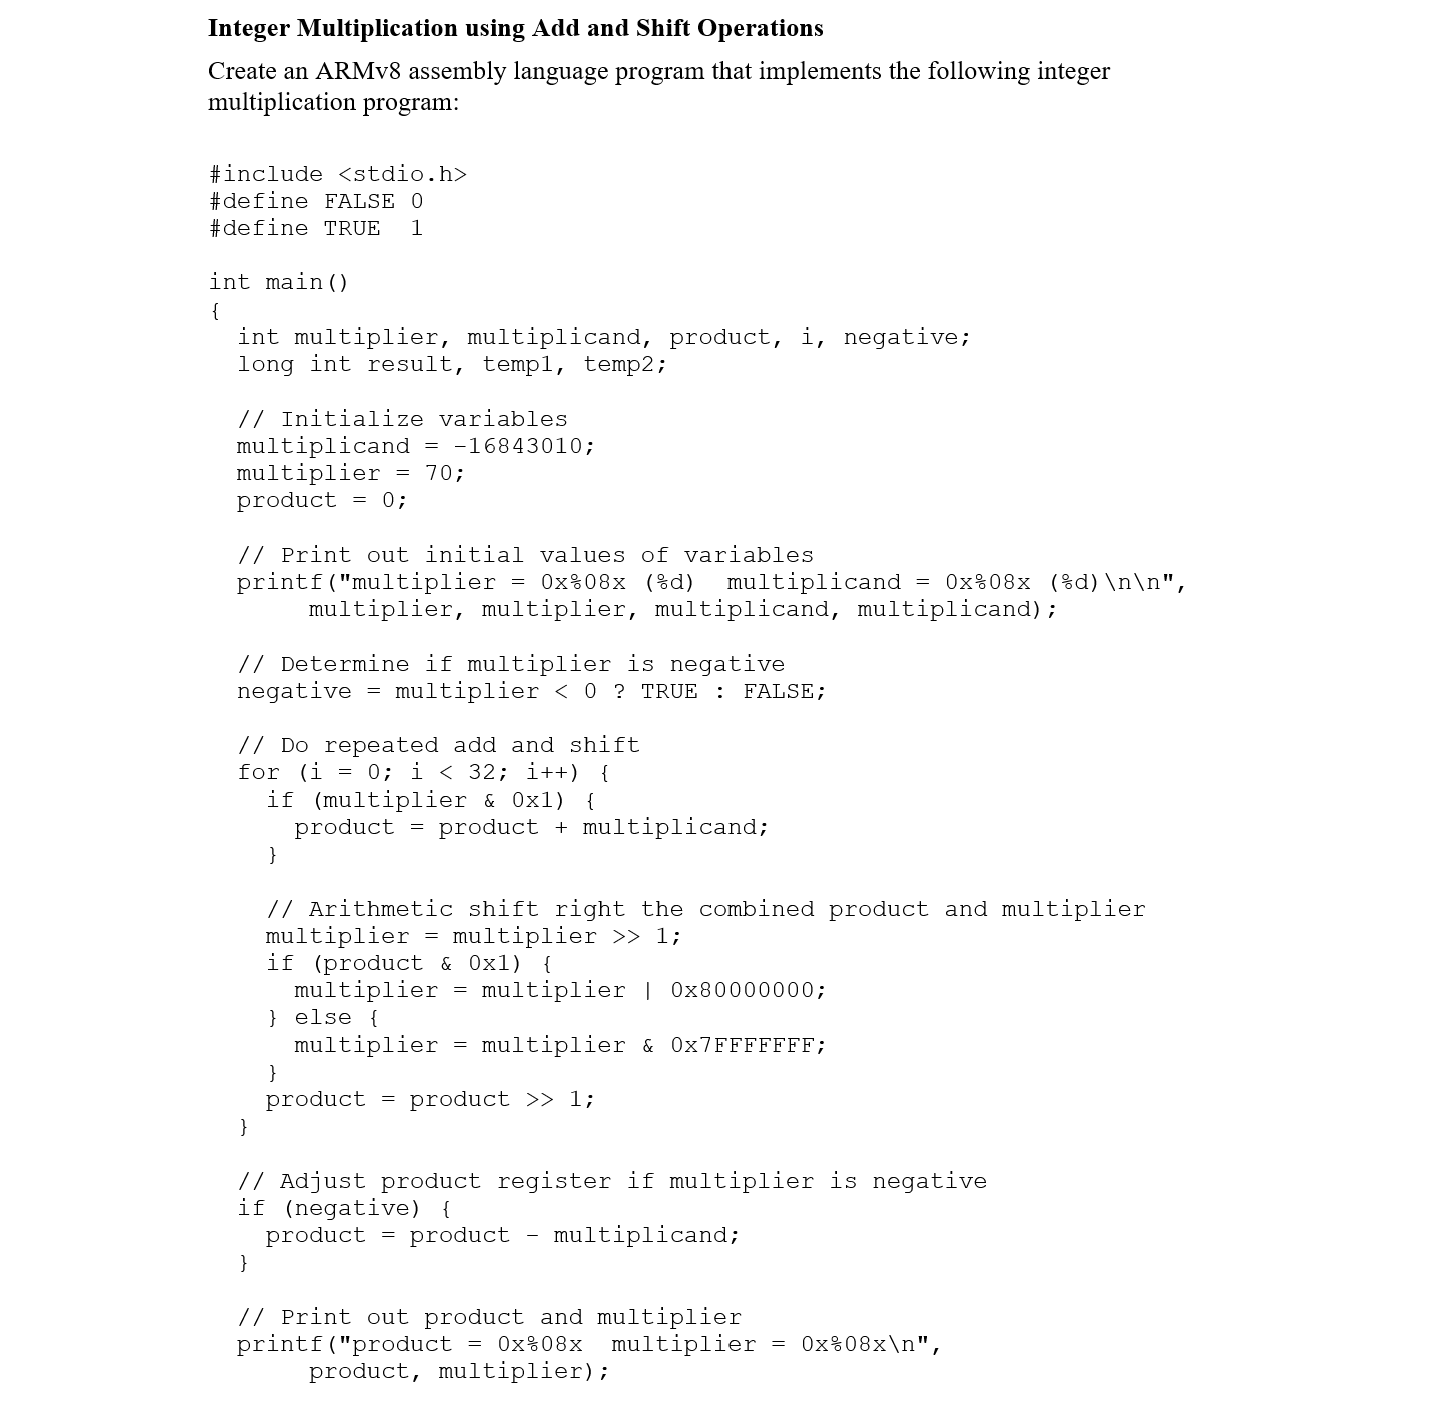 Integer Multiplication using Add and Shift Operations
Create an ARMv8 assembly language program that implements the following integer
multiplication program:
#include <stdio.h>
#define FALSE 0
#define TRUE  1
int main()
{
  int multiplier, multiplicand, product, i, negative;
  long int result, temp1, temp2;
  // Initialize variables
  multiplicand = -16843010;
  multiplier = 70;
  product = 0;
  // Print out initial values of variables
  printf("multiplier = 0x%08x (%d)  multiplicand = 0x%08x (%d)\n\n",
       multiplier, multiplier, multiplicand, multiplicand);
  // Determine if multiplier is negative
  negative = multiplier < 0 ? TRUE : FALSE;
  // Do repeated add and shift
  for (i = 0; i < 32; i++) {
    if (multiplier & 0x1) {
      product = product + multiplicand;
    }
    // Arithmetic shift right the combined product and multiplier
    multiplier = multiplier >> 1;
    if (product & 0x1) {
      multiplier = multiplier | 0x80000000;
    } else {
      multiplier = multiplier & 0x7FFFFFFF;
    }
    product = product >> 1;
  }
  // Adjust product register if multiplier is negative
  if (negative) {
    product = product - multiplicand;
  }
  // Print out product and multiplier
  printf("product = 0x%08x  multiplier = 0x%08x\n",
       product, multiplier);